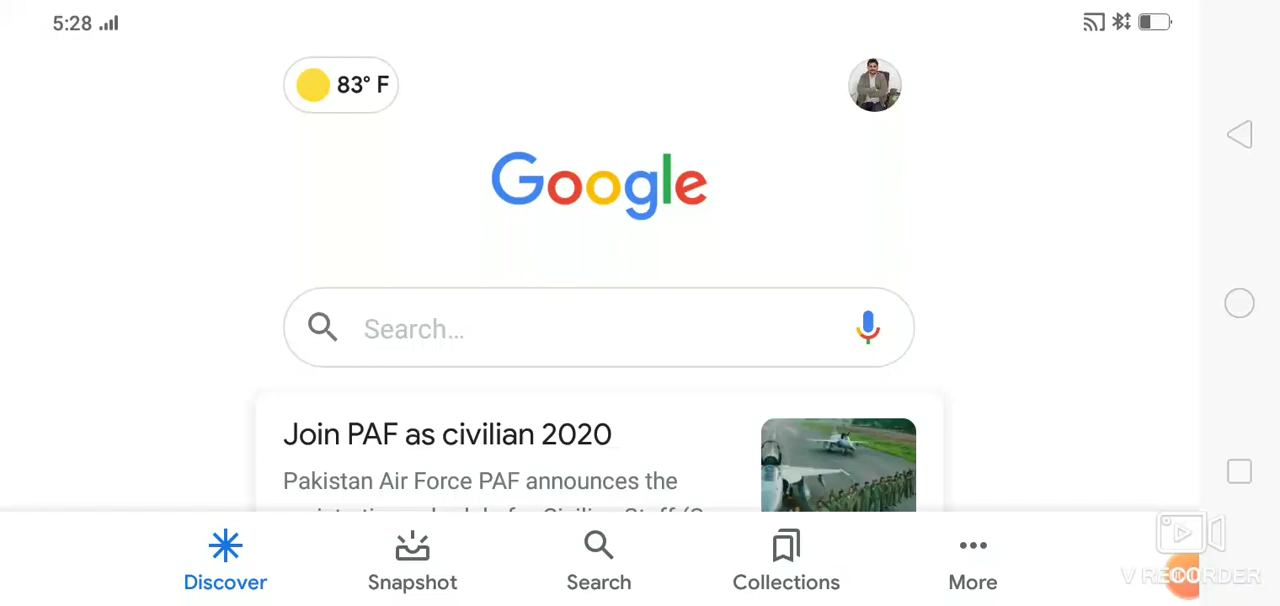 5:28
83° F
Google
Search...
Join PAF as civilian 2020
Pakistan Air Force PAF announces the
Discover
Snapshot
Search
Collections
More
V RECORDER